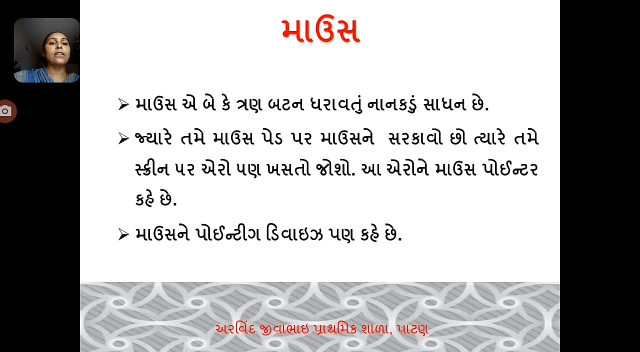 માઉસ
➢ માઉસ એ બે કે ત્રણ બટન ધરાવતું નાનકડું સાધન છે.
➢ જ્યારે તમે માઉસ પેડ પર માઉસને સરકાવો છો ત્યારે તમે
સ્ક્રીન પર એરો પણ ખસતો જોશો. આ એરોને માઉસ પોઈન્ટર
કહે છે.
➢ માઉસને પોઈન્ટીગ ડિવાઇઝ પણ કહે છે.
અરવિંદ જીવાભાઇ પ્રાથમિક શાળા, પાટણ